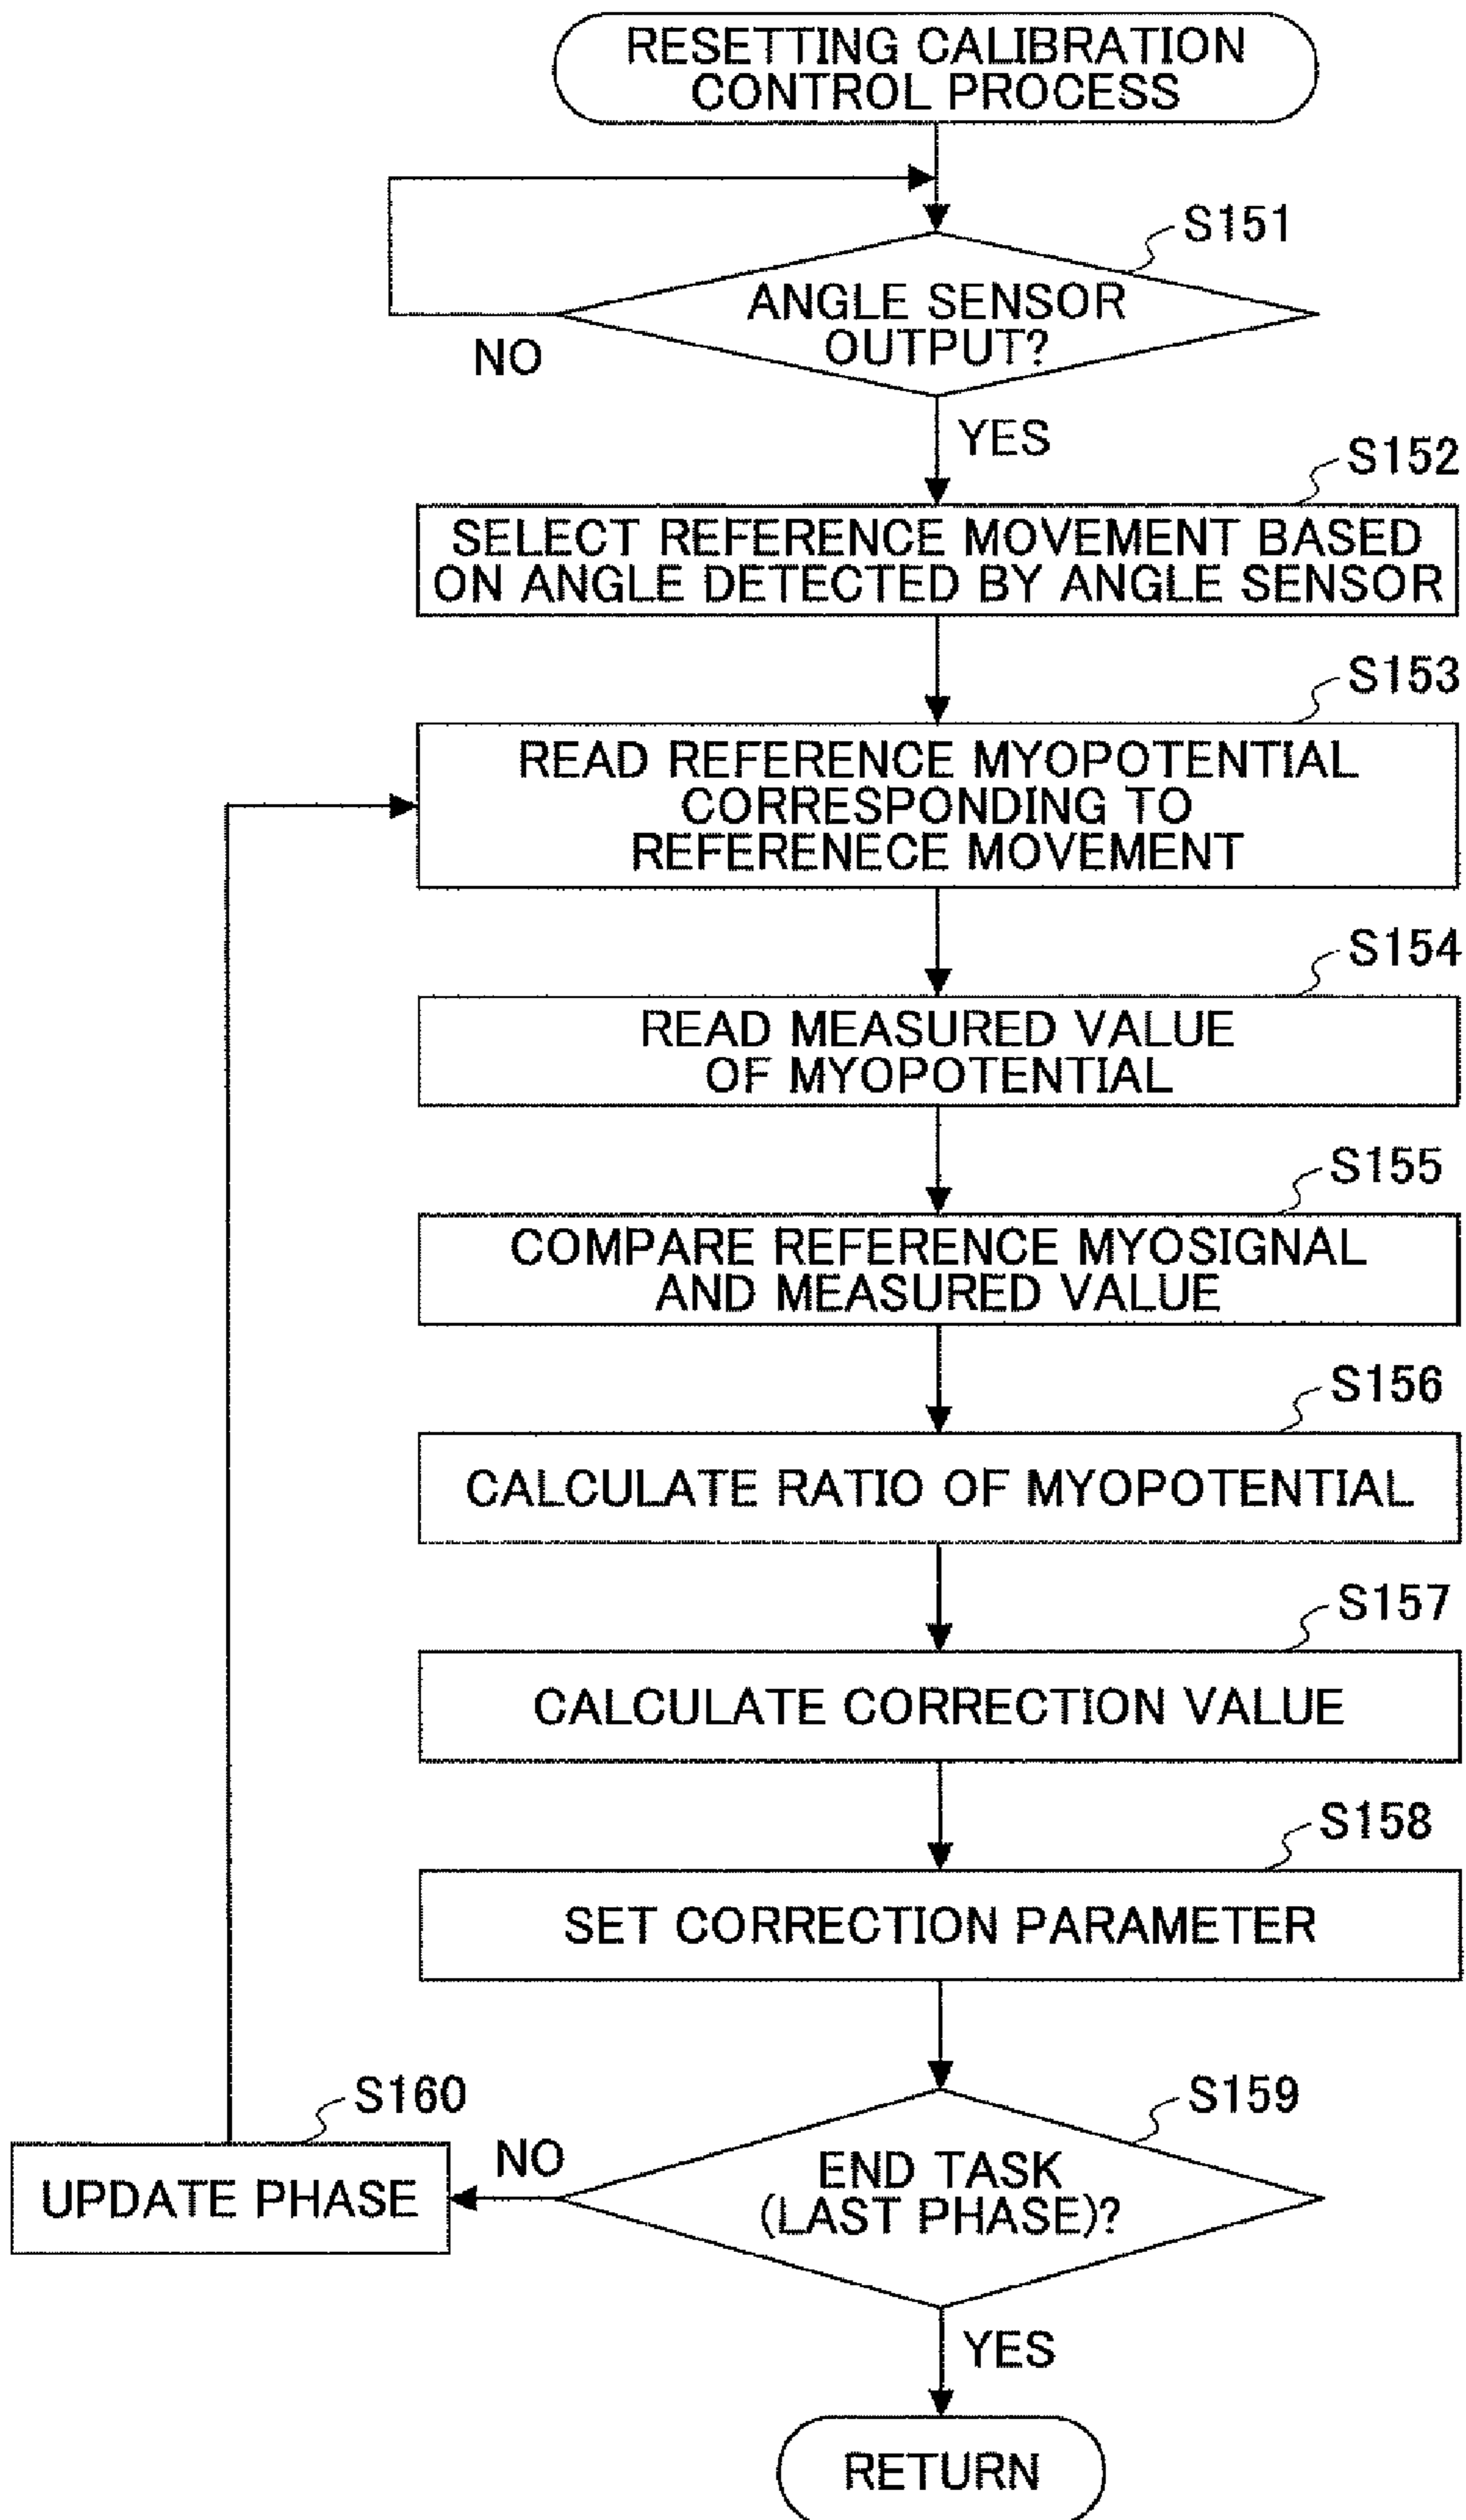 RESETTING CALIBRATION
CONTROL PROCESS
S151
ANGLE SENSOR
OUTPUT?
NO
YES
S152
SELECT REFERENCE MOVEMENT BASED
ON ANGLE DETECTED BY ANGLE SENSOR
S153
READ REFERENCE MYOPOTENTIAL
CORRESPONDING TO
REFERENECE MOVEMENT
S154
READ MEASURED VALUE
OF MYOPOTENTIAL
S155
COMPARE REFERENCE MYOSIGNAL
AND MEASURED VALUE
S156
CALCULATE RATIO OF MYOPOTENTIAL
S157
CALCULATE CORRECTION VALUE
S158
SET CORRECTION PARAMETER
S159
END TASK
(LAST PHASE)?
NO
S160
UPDATE PHASE
YES
RETURN